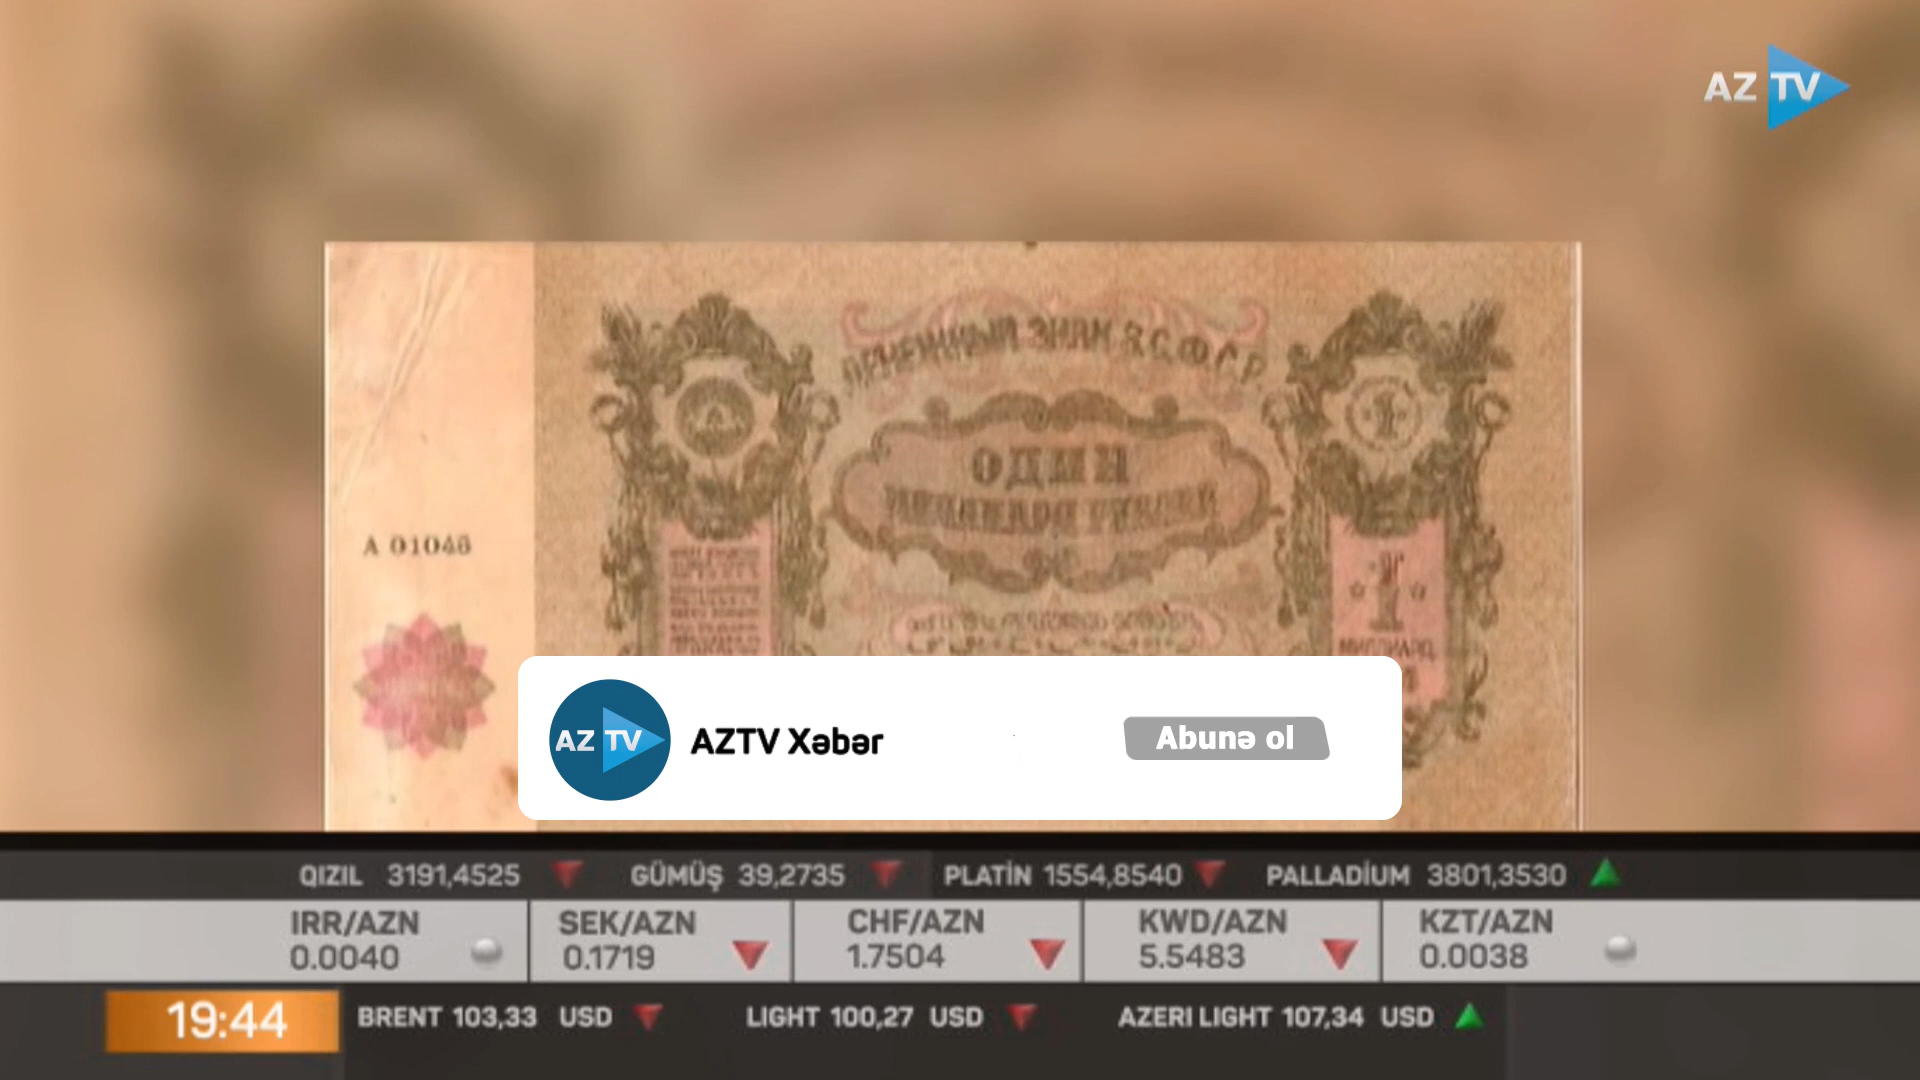 AZ TV
ДЕНЕЖНЫЙ ЗНАК З.С.Ф.С.Р.
ОДИН
МИЛЛИАРД РУБЛЕЙ
A 01046
1
МИЛЛИАРД
AZ TV
AZTV Xəbər
Abunə ol
QIZIL 3191,4525 GÜMÜŞ 39,2735 PLATİN 1554,8540 PALLADİUM 3801,3530
IRR/AZN SEK/AZN CHF/AZN KWD/AZN KZT/AZN
0.0040 0.1719 1.7504 5.5483 0.0038
19:44 BRENT 103,33 USD LIGHT 100,27 USD AZERI LIGHT 107,34 USD